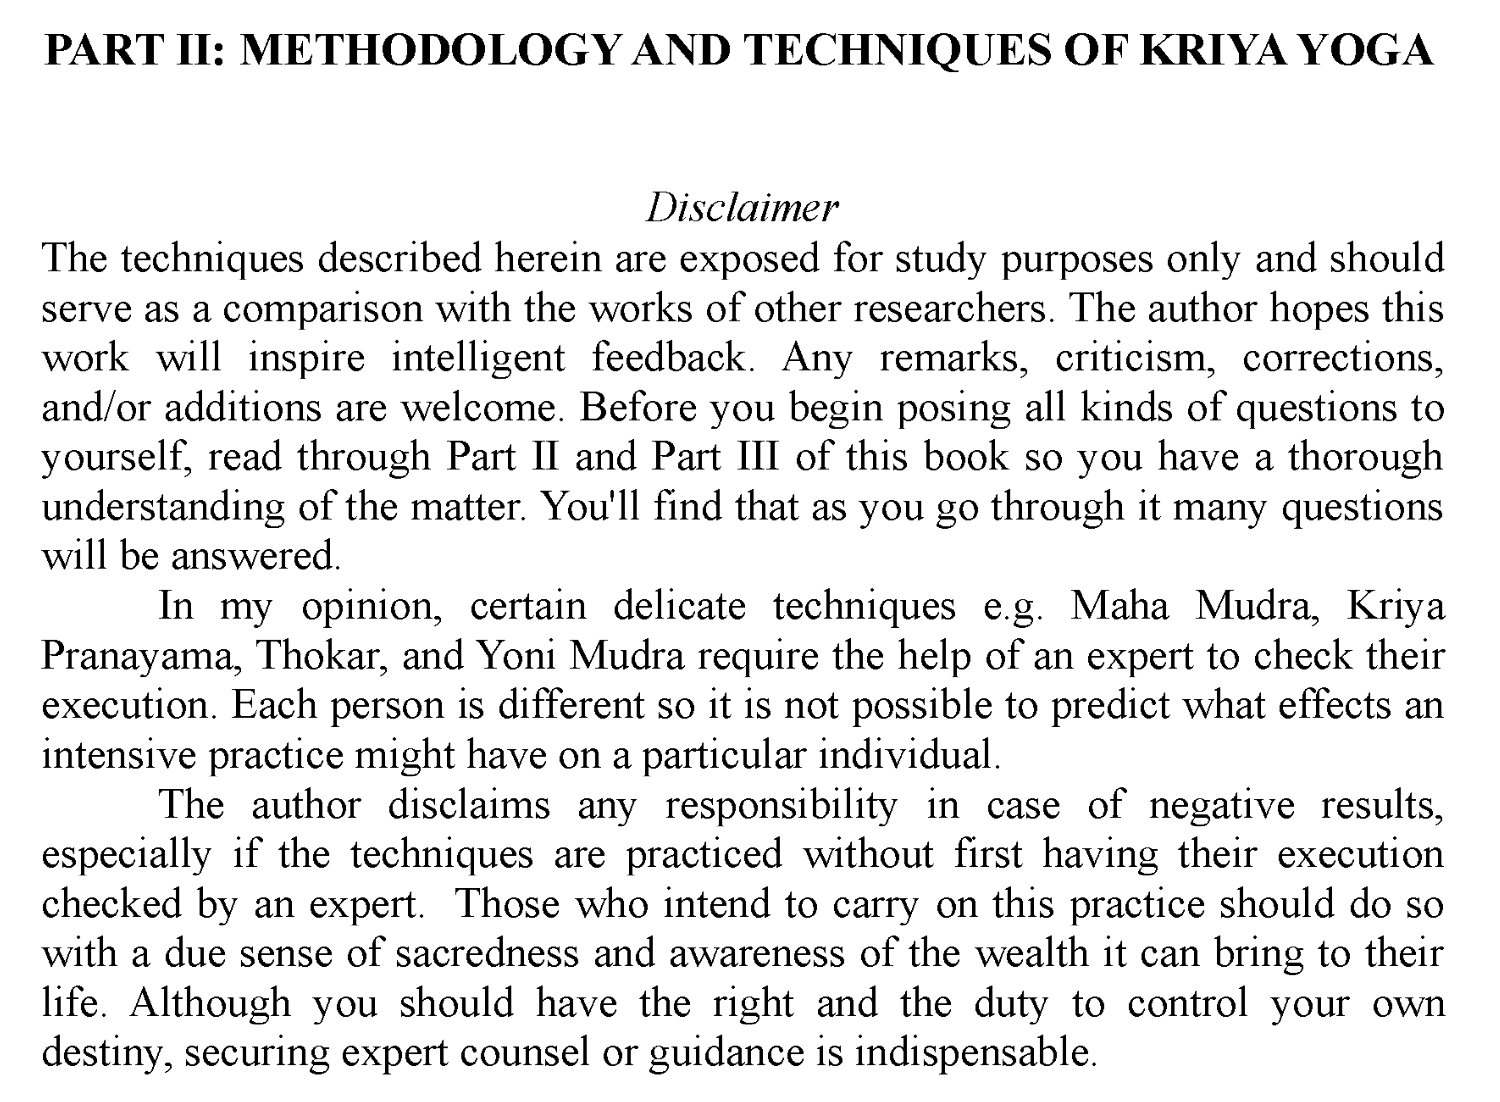 PART II: METHODOLOGY AND TECHNIQUES OF KRIYA YOGA
Disclaimer
The techniques described herein are exposed for study purposes only and should
serve as a comparison with the works of other researchers. The author hopes this
work will inspire intelligent feedback. Any remarks, criticism, corrections,
and/or additions are welcome. Before you begin posing all kinds of questions to
yourself, read through Part II and Part III of this book so you have a thorough
understanding of the matter. You'll find that as you go through it many questions
will be answered.
In my opinion, certain delicate techniques e.g. Maha Mudra, Kriya
Pranayama, Thokar, and Yoni Mudra require the help of an expert to check their
execution. Each person is different so it is not possible to predict what effects an
intensive practice might have on a particular individual.
The author disclaims any responsibility in case of negative results,
especially if the techniques are practiced without first having their execution
checked by an expert.  Those who intend to carry on this practice should do so
with a due sense of sacredness and awareness of the wealth it can bring to their
life. Although you should have the right and the duty to control your own
destiny, securing expert counsel or guidance is indispensable.